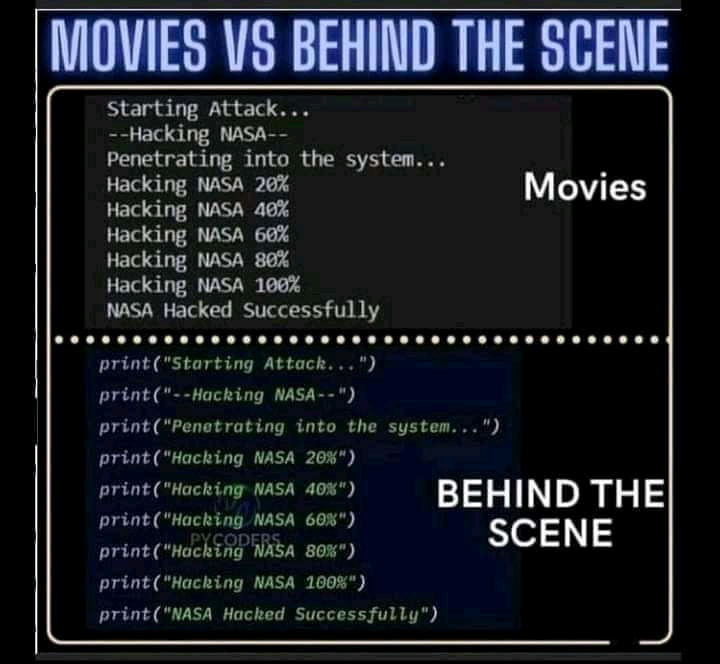 MOVIES VS BEHIND THE SCENE
Starting Attack...
--Hacking NASA--
Penetrating into the system...
Hacking NASA 20%
Hacking NASA 40%
Hacking NASA 60%
Hacking NASA 80%
Hacking NASA 100%
NASA Hacked Successfully
Movies
print("Starting Attack...")
print("--Hacking NASA--")
print("Penetrating into the system...")
print("Hacking NASA 20%")
print("Hacking NASA 40%")
print("Hacking NASA 60%")
print("Hacking NASA 80%")
print("Hacking NASA 100%")
print("NASA Hacked Successfully")
PYCODERS
BEHIND THE
SCENE